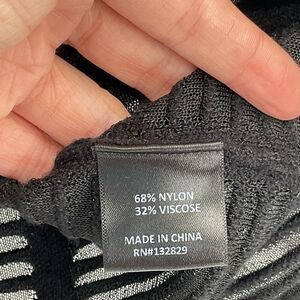 68% NYLON
32% VISCOSE
MADE IN CHINA
RN#132829